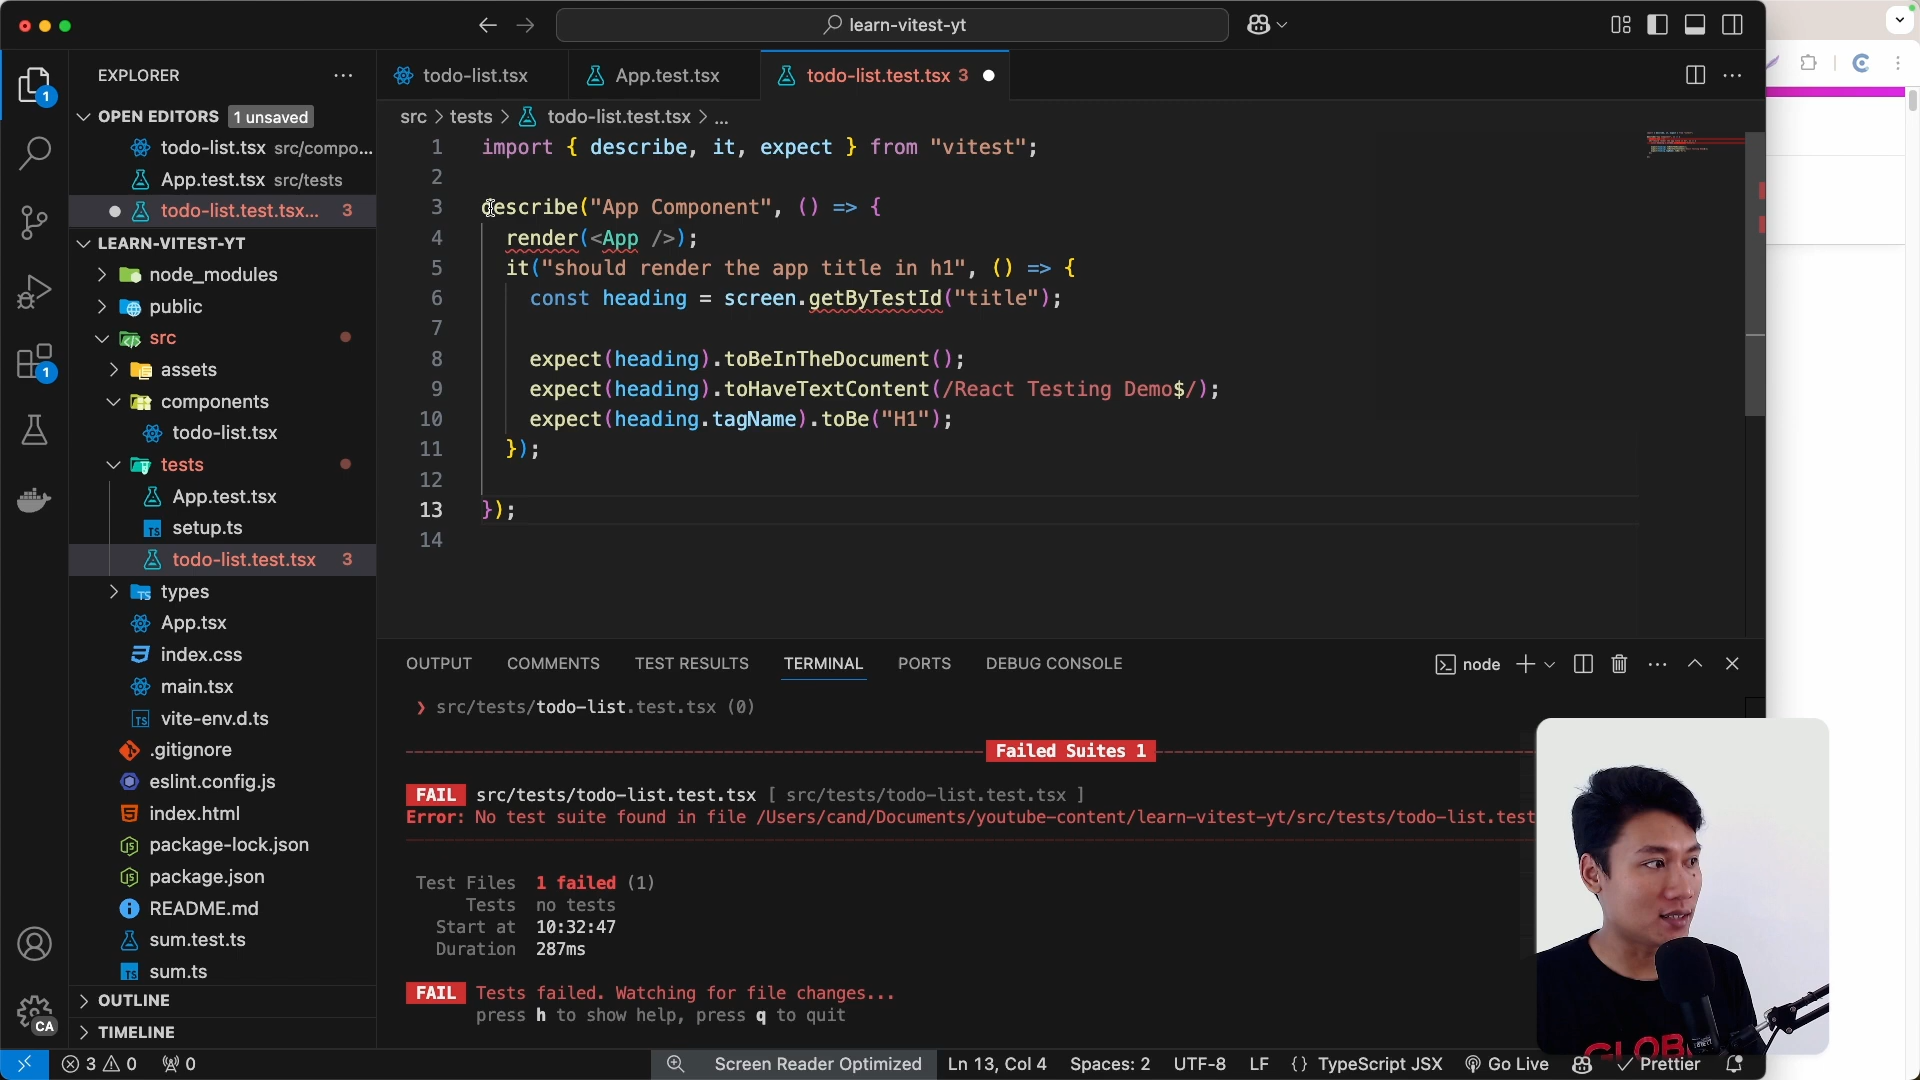 learn-vitest-yt
EXPLORER
OPEN EDITORS 1 unsaved
todo-list.tsx src/compo...
App.test.tsx src/tests
todo-list.test.tsx... 3
LEARN-VITEST-YT
node_modules
public
src
assets
components
todo-list.tsx
tests
App.test.tsx
setup.ts
todo-list.test.tsx 3
types
App.tsx
index.css
main.tsx
vite-env.d.ts
.gitignore
eslint.config.js
index.html
package-lock.json
package.json
README.md
sum.test.ts
sum.ts
OUTLINE
TIMELINE
1
1
CA
todo-list.tsx App.test.tsx todo-list.test.tsx 3
src > tests > todo-list.test.tsx > ...
1 import { describe, it, expect } from "vitest";
2
3 describe("App Component", () => {
4 render(<App />);
5 it("should render the app title in h1", () => {
6 const heading = screen.getByTestId("title");
7
8 expect(heading).toBeInTheDocument();
9 expect(heading).toHaveTextContent(/React Testing Demo$/);
10 expect(heading.tagName).toBe("H1");
11 });
12
13 });
14
OUTPUT COMMENTS TEST RESULTS TERMINAL PORTS DEBUG CONSOLE node
❯ src/tests/todo-list.test.tsx (0)
Failed Suites 1
FAIL src/tests/todo-list.test.tsx [ src/tests/todo-list.test.tsx ]
Error: No test suite found in file /Users/cand/Documents/youtube-content/learn-vitest-yt/src/tests/todo-list.test
Test Files 1 failed (1)
Tests no tests
Start at 10:32:47
Duration 287ms
FAIL Tests failed. Watching for file changes...
press h to show help, press q to quit
GLOB
3 0 0 Screen Reader Optimized Ln 13, Col 4 Spaces: 2 UTF-8 LF {} TypeScript JSX Go Live Prettier